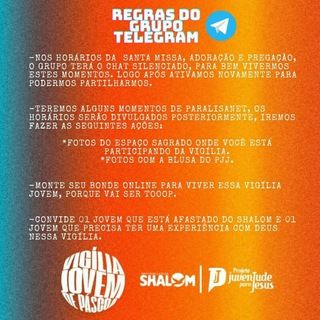 REGRAS DO
GRUPO
TELEGRAM
-NOS HORÁRIOS DA SANTA MISSA, ADORAÇÃO E PREGAÇÃO,
O GRUPO TERÁ O CHAT SILENCIADO, PARA BEM VIVERMOS
ESTES MOMENTOS. LOGO APÓS ATIVAMOS NOVAMENTE PARA
PODERMOS PARTILHARMOS.
-TEREMOS ALGUNS MOMENTOS DE PARALISANET, OS
HORÁRIOS SERÃO DIVULGADOS POSTERIORMENTE, IREMOS
FAZER AS SEGUINTES AÇÕES:
*FOTOS DO ESPAÇO SAGRADO ONDE VOCÊ ESTÁ
PARTICIPANDO DA VIGÍLIA.
*FOTOS COM A BLUSA DO PJJ.
-MONTE SEU BONDE ONLINE PARA VIVER ESSA VIGÍLIA
JOVEM, PORQUE VAI SER TOOOP.
-CONVIDE 01 JOVEM QUE ESTÁ AFASTADO DO SHALOM E 01
JOVEM QUE PRECISA TER UMA EXPERIÊNCIA COM DEUS
NESSA VIGÍLIA.
VIGÍLIA
JOVEM
DE PÁSCOA
SHALOM
Projeto
juventude
para Jesus